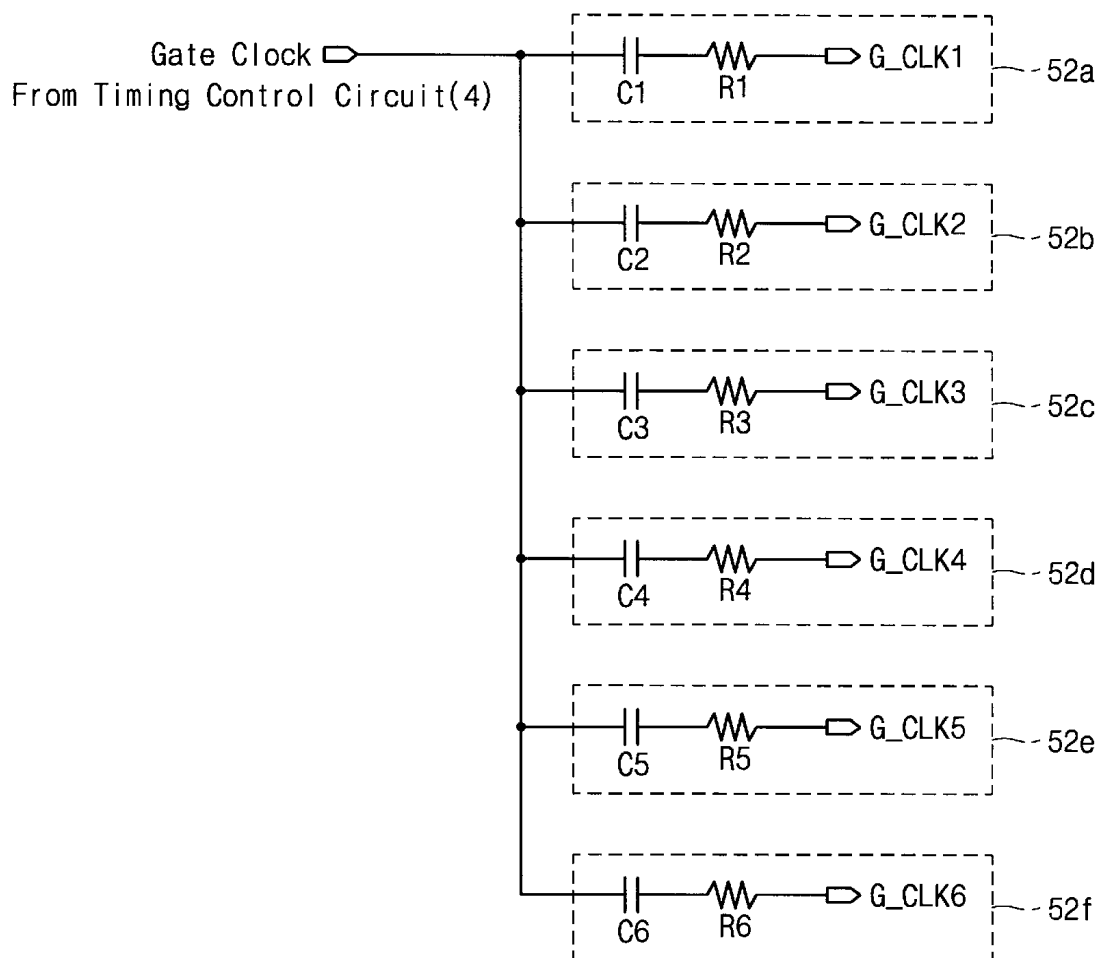 Gate Clock
From Timing Control Circuit(4)
C1
R1
G_CLK1
52a
C2
R2
G_CLK2
52b
C3
R3
G_CLK3
52c
C4
R4
G_CLK4
52d
C5
R5
G_CLK5
52e
C6
R6
G_CLK6
52f